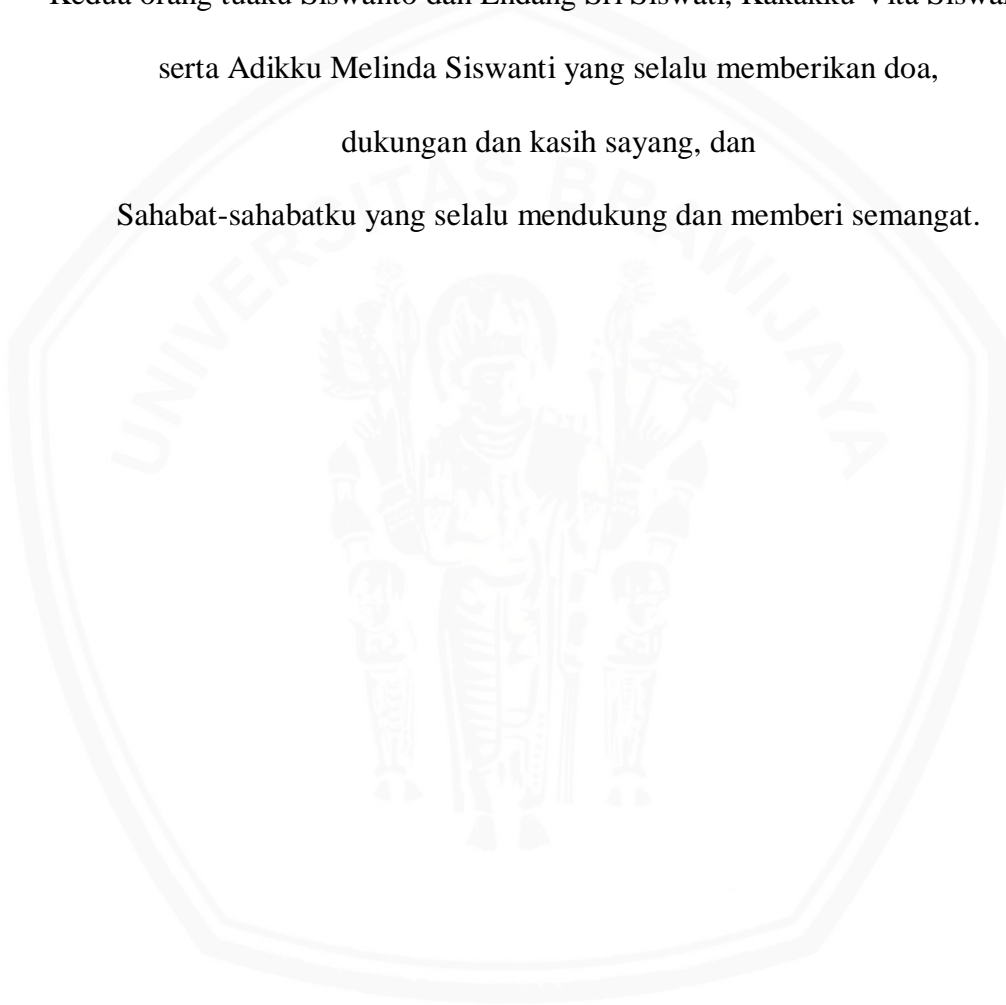 Kedua orang tuaku Siswanto dan Endang Sri Siswati, Kakakku Vita
serta Adikku Melinda Siswanti yang selalu memberikan doa,
dukungan dan kasih sayang, dan
Sahabat-sahabatku yang selalu mendukung dan memberi semangat.
UNIVERSITAS BRAWIJAYA